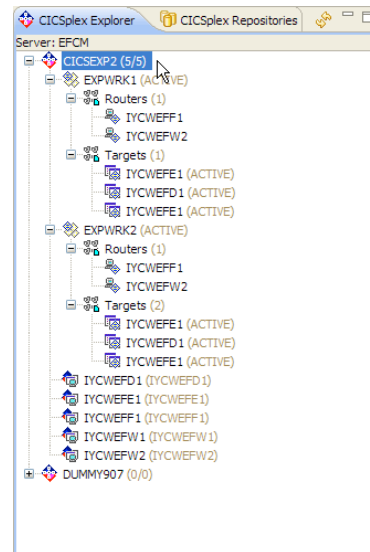 CICSplex Explorer CICSplex Repositories
Server: EFCM
CICSEXP2 (5/5)
EXPWRK1 (ACTIVE)
Routers (1)
IYCWEFF1
IYCWEFW2
Targets (1)
IYCWEFE1 (ACTIVE)
IYCWEFD1 (ACTIVE)
IYCWEFE1 (ACTIVE)
EXPWRK2 (ACTIVE)
Routers (1)
IYCWEFF1
IYCWEFW2
Targets (2)
IYCWEFE1 (ACTIVE)
IYCWEFD1 (ACTIVE)
IYCWEFE1 (ACTIVE)
IYCWEFD1 (IYCWEFD1)
IYCWEFE1 (IYCWEFE1)
IYCWEFF1 (IYCWEFF1)
IYCWEFW1 (IYCWEFW1)
IYCWEFW2 (IYCWEFW2)
DUMMY907 (0/0)